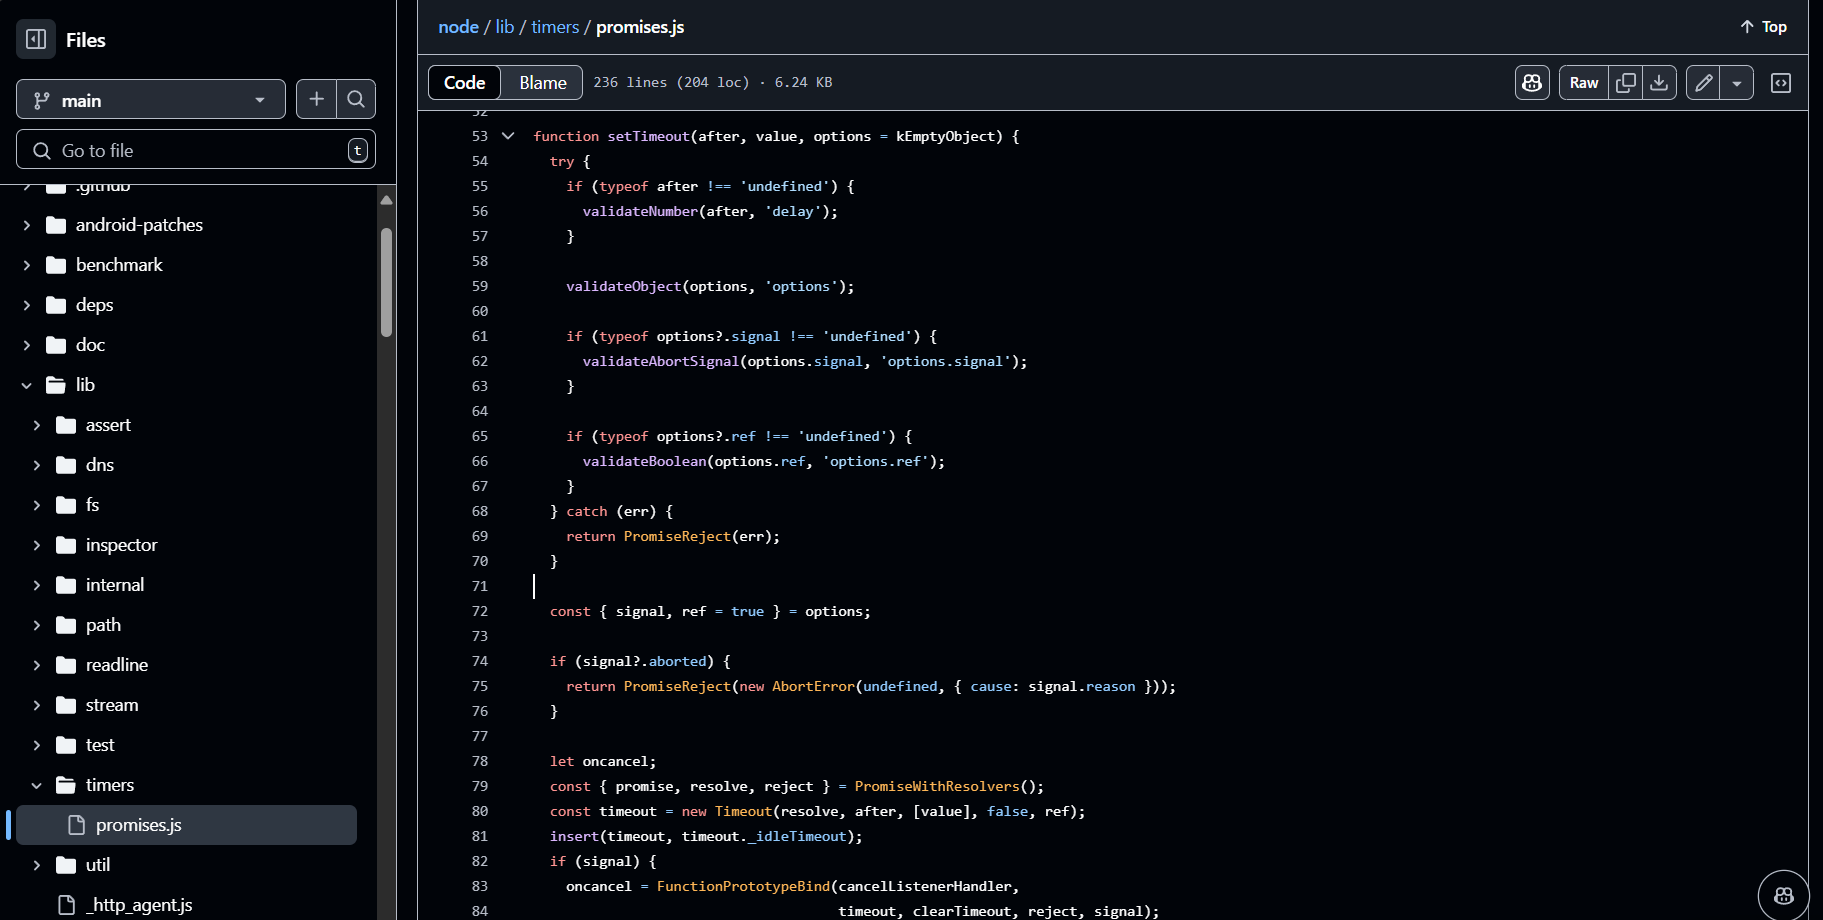 Files
main
Go to file
t
.github
android-patches
benchmark
deps
doc
lib
assert
dns
fs
inspector
internal
path
readline
stream
test
timers
promises.js
util
_http_agent.js
node / lib / timers / promises.js
Top
Code Blame 236 lines (204 loc) · 6.24 KB
Raw
52
53 function setTimeout(after, value, options = kEmptyObject) {
54 try {
55 if (typeof after !== 'undefined') {
56 validateNumber(after, 'delay');
57 }
58
59 validateObject(options, 'options');
60
61 if (typeof options?.signal !== 'undefined') {
62 validateAbortSignal(options.signal, 'options.signal');
63 }
64
65 if (typeof options?.ref !== 'undefined') {
66 validateBoolean(options.ref, 'options.ref');
67 }
68 } catch (err) {
69 return PromiseReject(err);
70 }
71
72 const { signal, ref = true } = options;
73
74 if (signal?.aborted) {
75 return PromiseReject(new AbortError(undefined, { cause: signal.reason }));
76 }
77
78 let oncancel;
79 const { promise, resolve, reject } = PromiseWithResolvers();
80 const timeout = new Timeout(resolve, after, [value], false, ref);
81 insert(timeout, timeout._idleTimeout);
82 if (signal) {
83 oncancel = FunctionPrototypeBind(cancelListenerHandler,
84 timeout, clearTimeout, reject, signal);